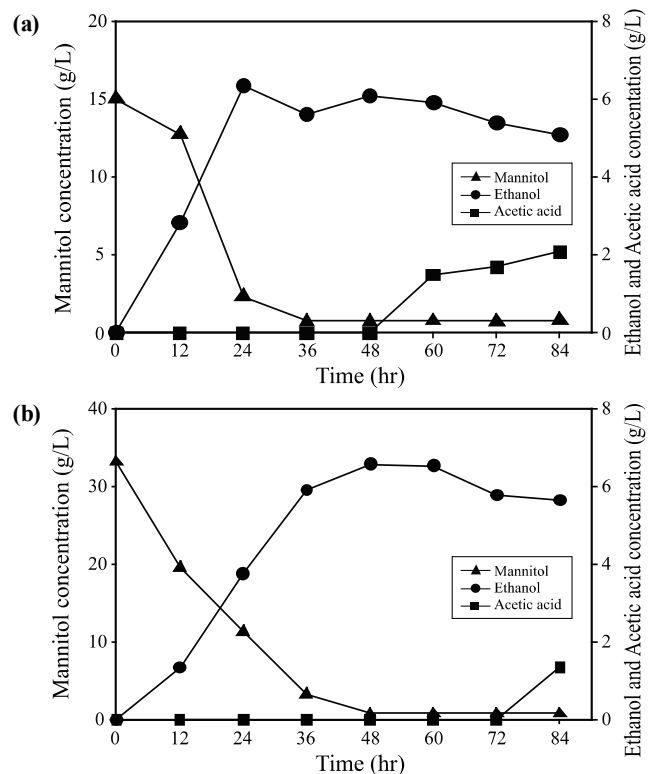 (a)
20
15
10
5
0
Mannitol concentration (g/L)
8
6
4
2
0
Ethanol and Acetic acid concentation (g/L)
Mannitol
Ethanol
Acetic acid
0 12 24 36 48 60 72 84
Time (hr)
(b)
40
30
20
10
0
Mannitol concentration (g/L)
8
6
4
2
0
Ethanol and Acetic acid concentration (g/L)
Mannitol
Ethanol
Acetic acid
0 12 24 36 48 60 72 84
Time (hr)